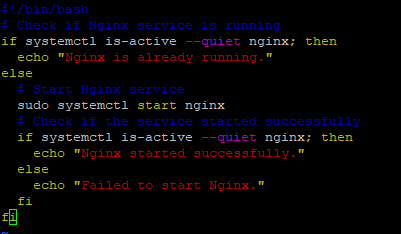 #!/bin/bash
# Check if Nginx service is running
if systemctl is-active --quiet nginx; then
  echo "Nginx is already running."
else
  # Start Nginx service
  sudo systemctl start nginx
  # Check if the service started successfully
  if systemctl is-active --quiet nginx; then
    echo "Nginx started successfully."
  else
    echo "Failed to start Nginx."
  fi
fi
~